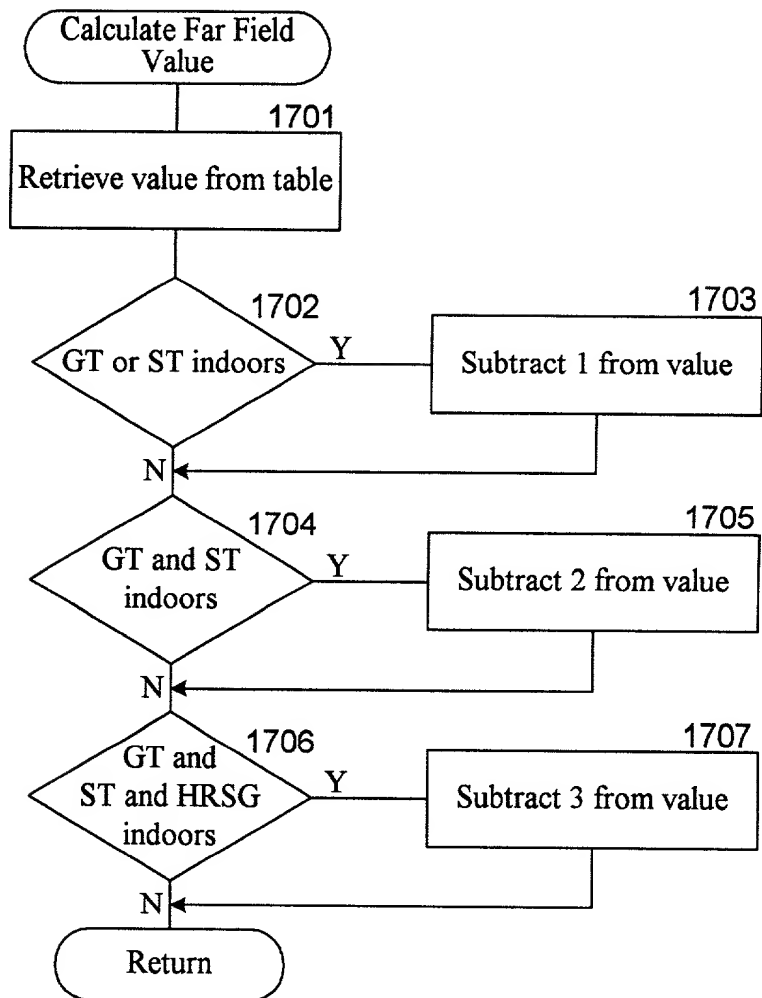 Calculate Far Field
Value
1701
Retrieve value from table
1702
GT or ST indoors
Y
1703
Subtract 1 from value
N
1704
GT and ST
indoors
Y
1705
Subtract 2 from value
N
1706
GT and
ST and HRSG
indoors
Y
1707
Subtract 3 from value
N
Return